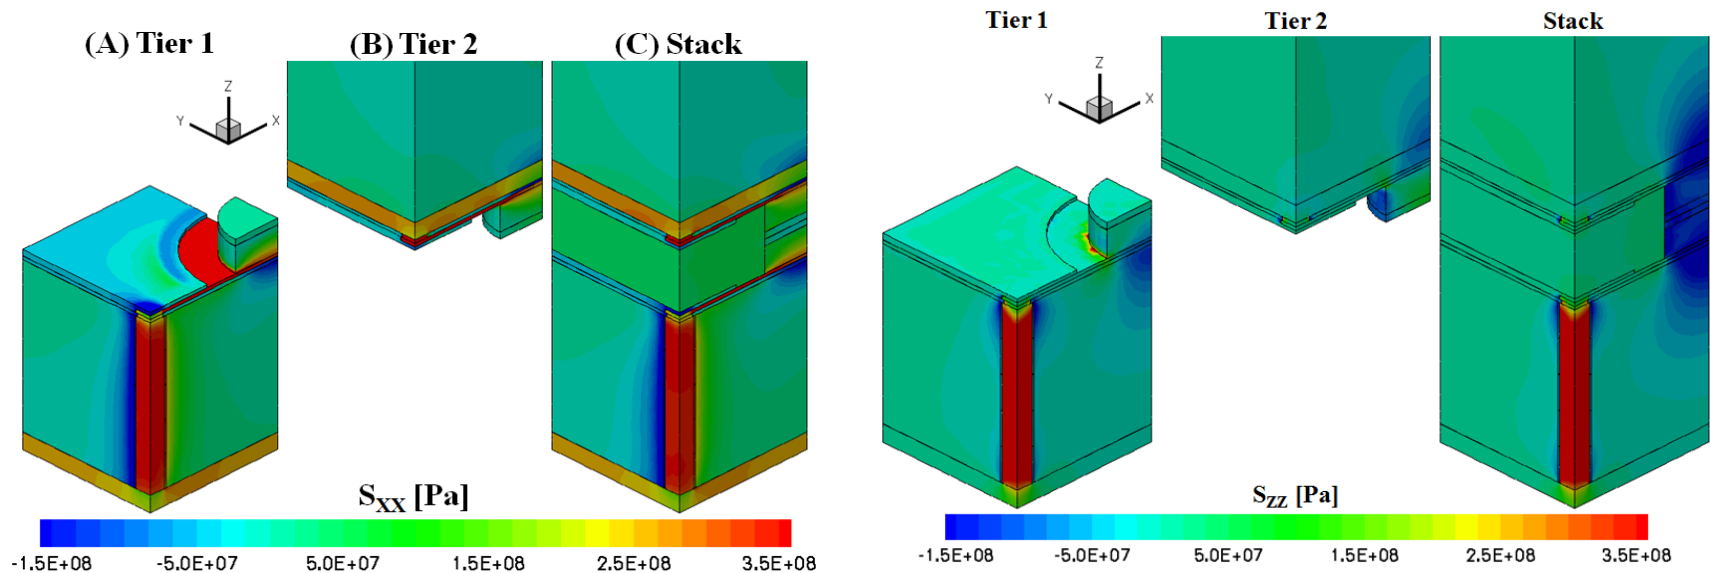 (A) Tier 1 (B) Tier 2 (C) Stack
Z
Y X
S_XX [Pa]
-1.5E+08 -5.0E+07 5.0E+07 1.5E+08 2.5E+08 3.5E+08
Tier 1 Tier 2 Stack
Z
Y X
S_ZZ [Pa]
-1.5E+08 -5.0E+07 5.0E+07 1.5E+08 2.5E+08 3.5E+08